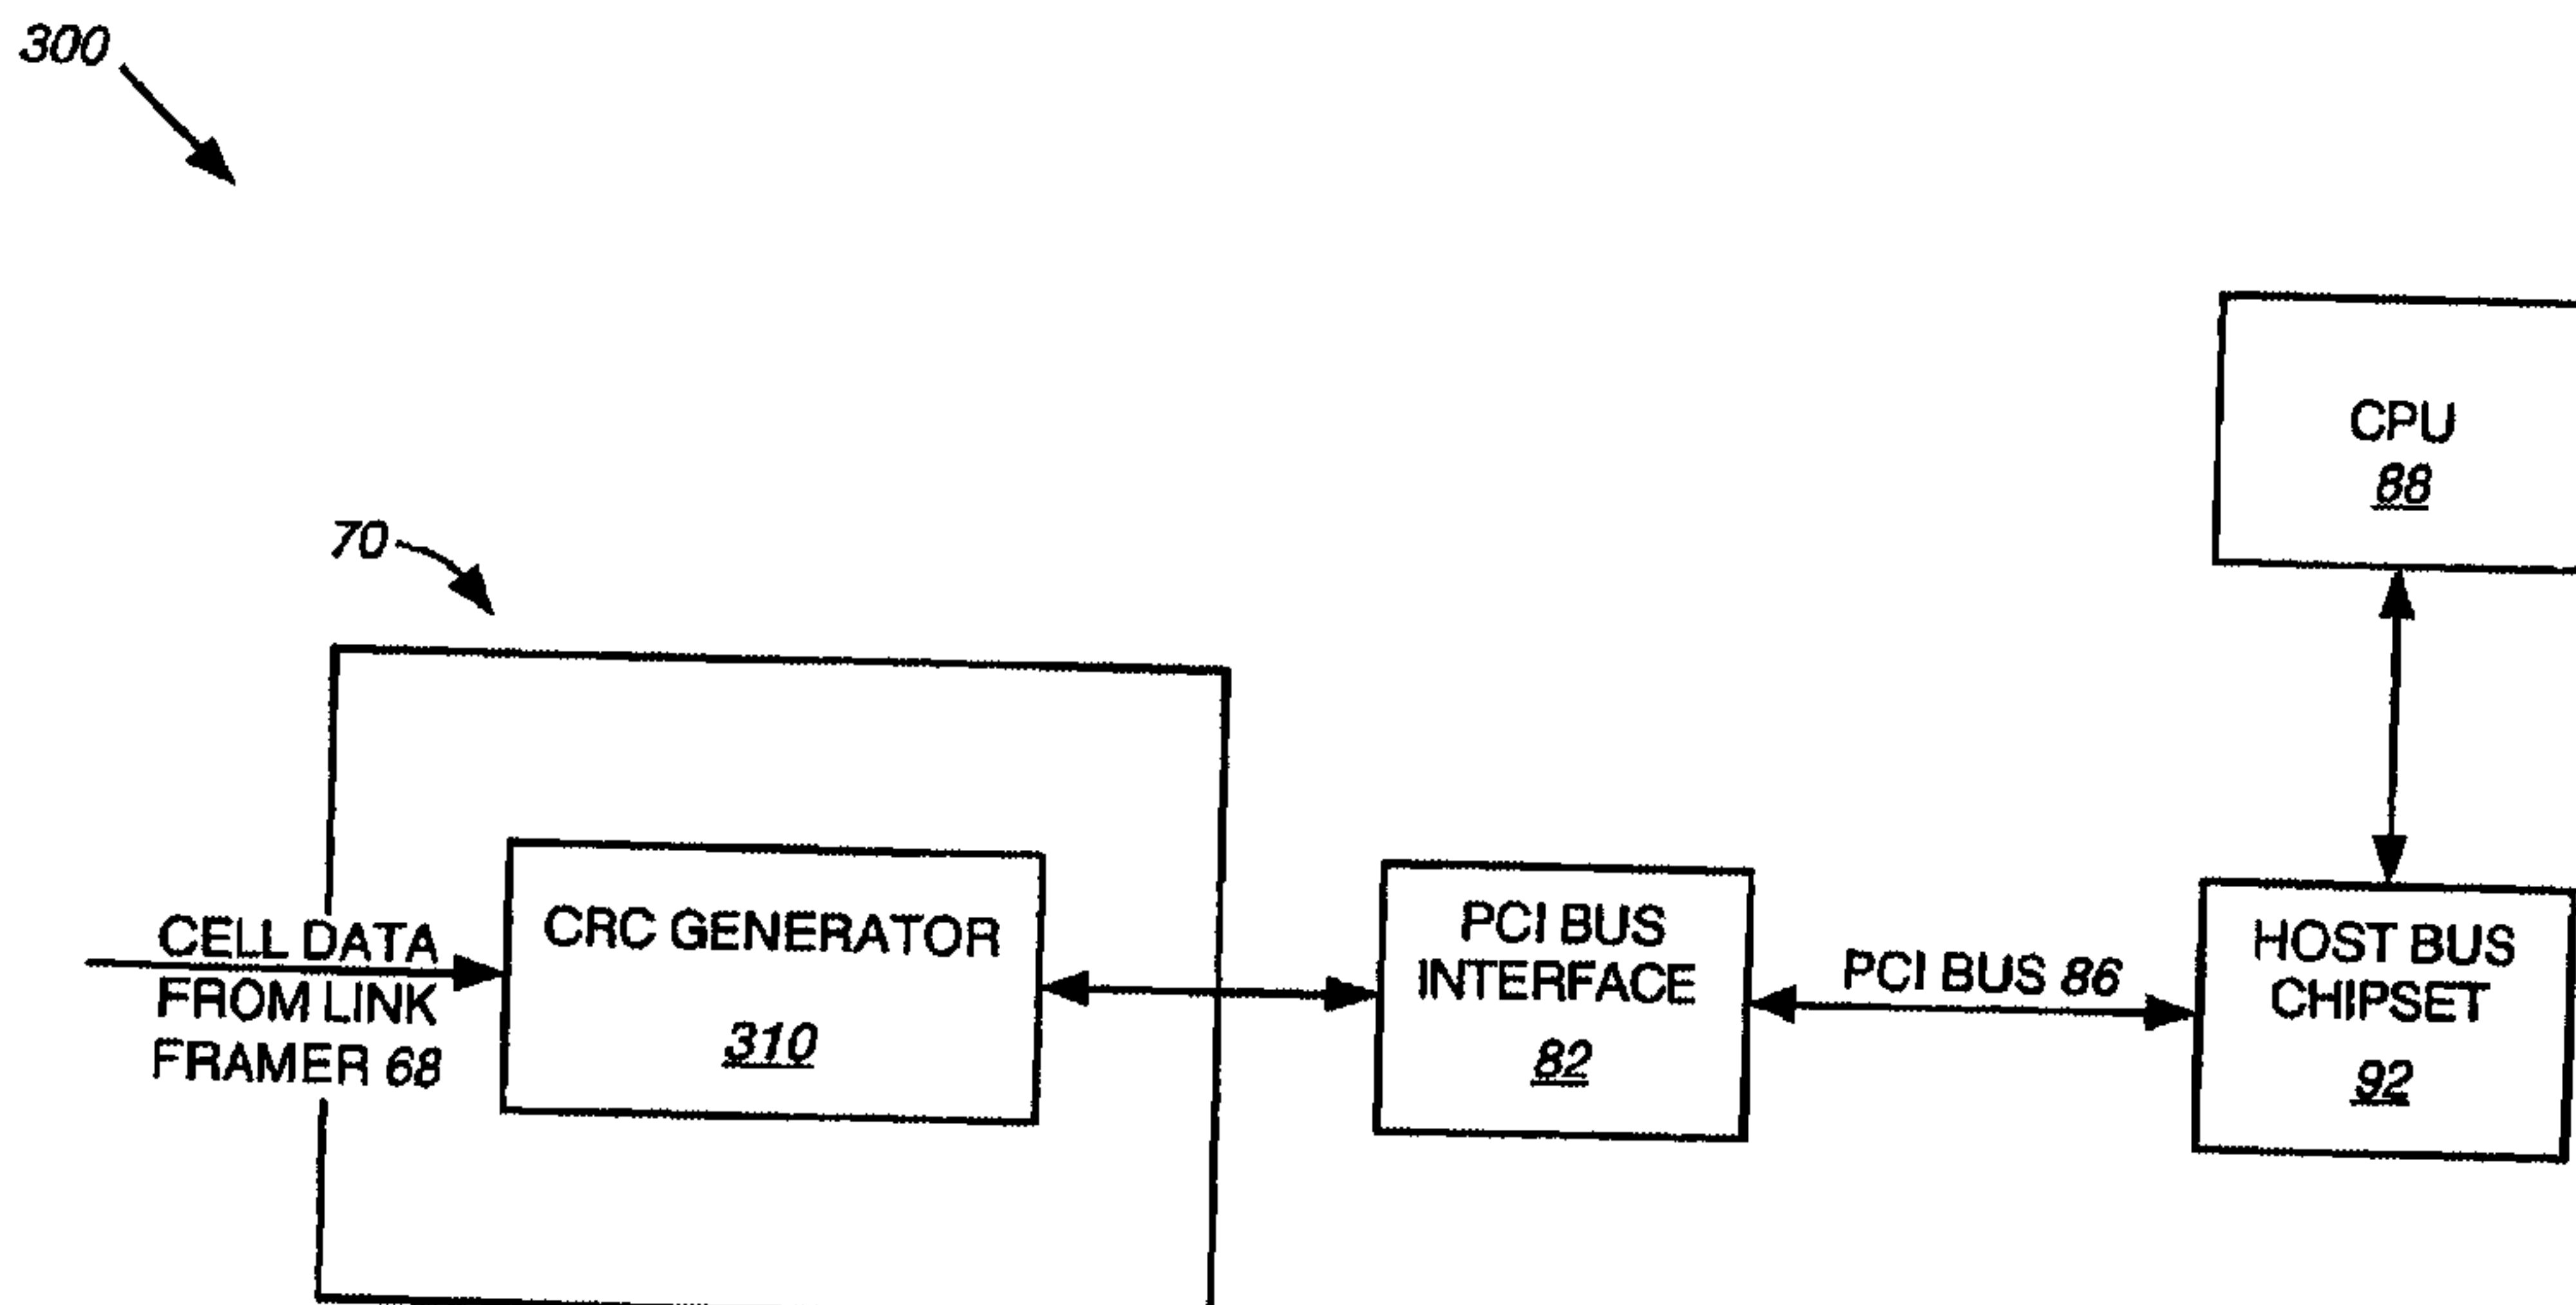 300
CPU
88
70
CELL DATA
FROM LINK
FRAMER 68
CRC GENERATOR
310
PCI BUS
INTERFACE
82
PCI BUS 86
HOST BUS
CHIPSET
92